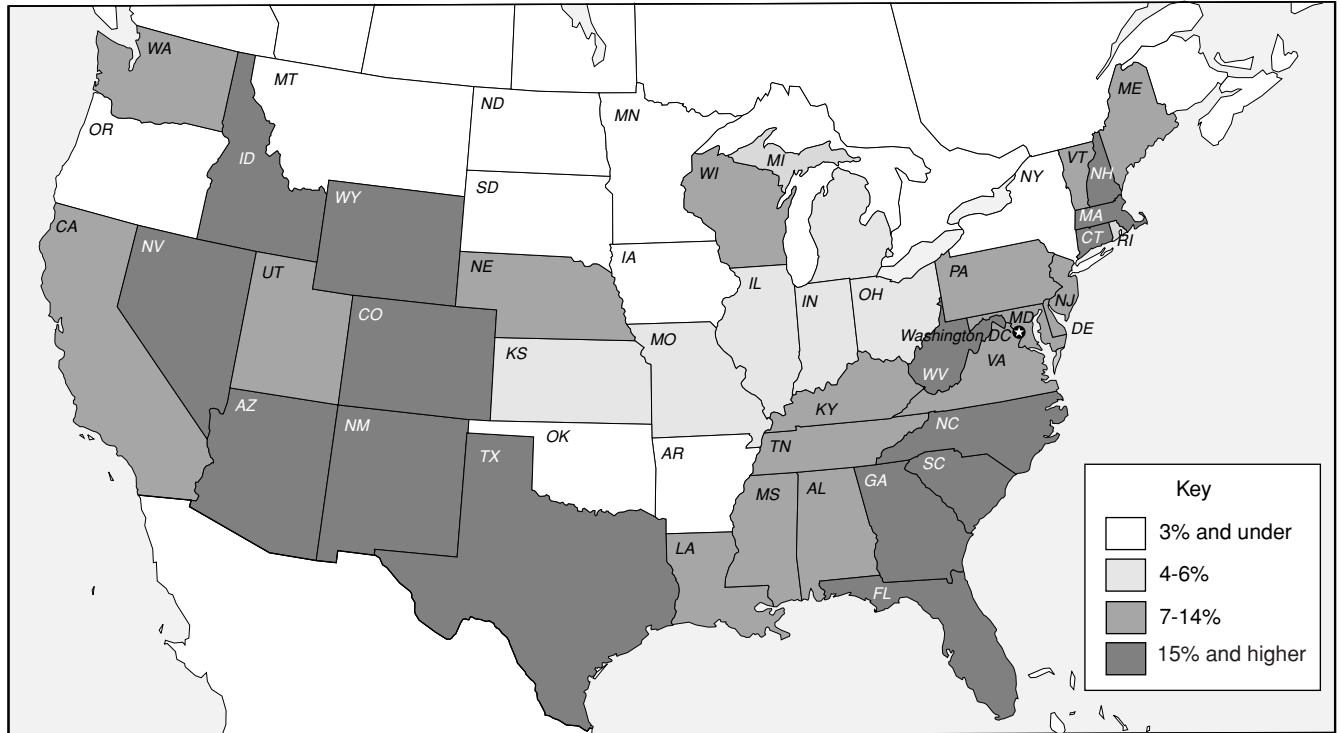 WA
MT
ND
MN
ME
OR
ID
MI
VT
NH
NY
WI
SD
WY
MA
CT
RI
CA
NV
UT
NE
IA
PA
IL
IN
OH
NJ
CO
MD
DE
Washington, DC
KS
MO
VA
WV
AZ
NM
KY
OK
NC
TX
AR
TN
SC
MS
AL
GA
LA
FL
Key
3% and under
4-6%
7-14%
15% and higher